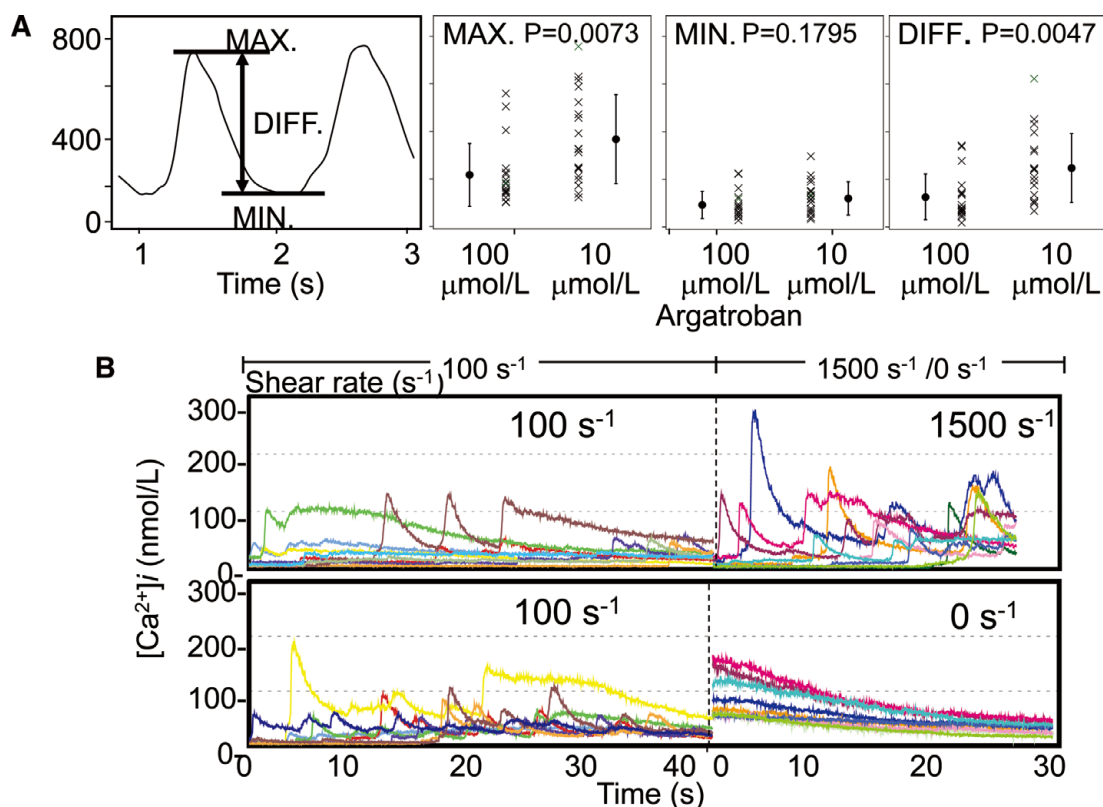 A
800
400
0
MAX.
DIFF.
MIN.
1 2 3
Time (s)
MAX. P=0.0073
MIN. P=0.1795
DIFF. P=0.0047
100 10 100 10 100 10
μmol/L μmol/L μmol/L μmol/L μmol/L μmol/L
Argatroban
B
100 s⁻¹ 1500 s⁻¹ /0 s⁻¹
Shear rate (s⁻¹)
[Ca²⁺]i (nmol/L)
300
200
100
0
100 s⁻¹ 1500 s⁻¹
300
200
100
0
100 s⁻¹ 0 s⁻¹
0 10 20 30 40 0 10 20 30
Time (s)